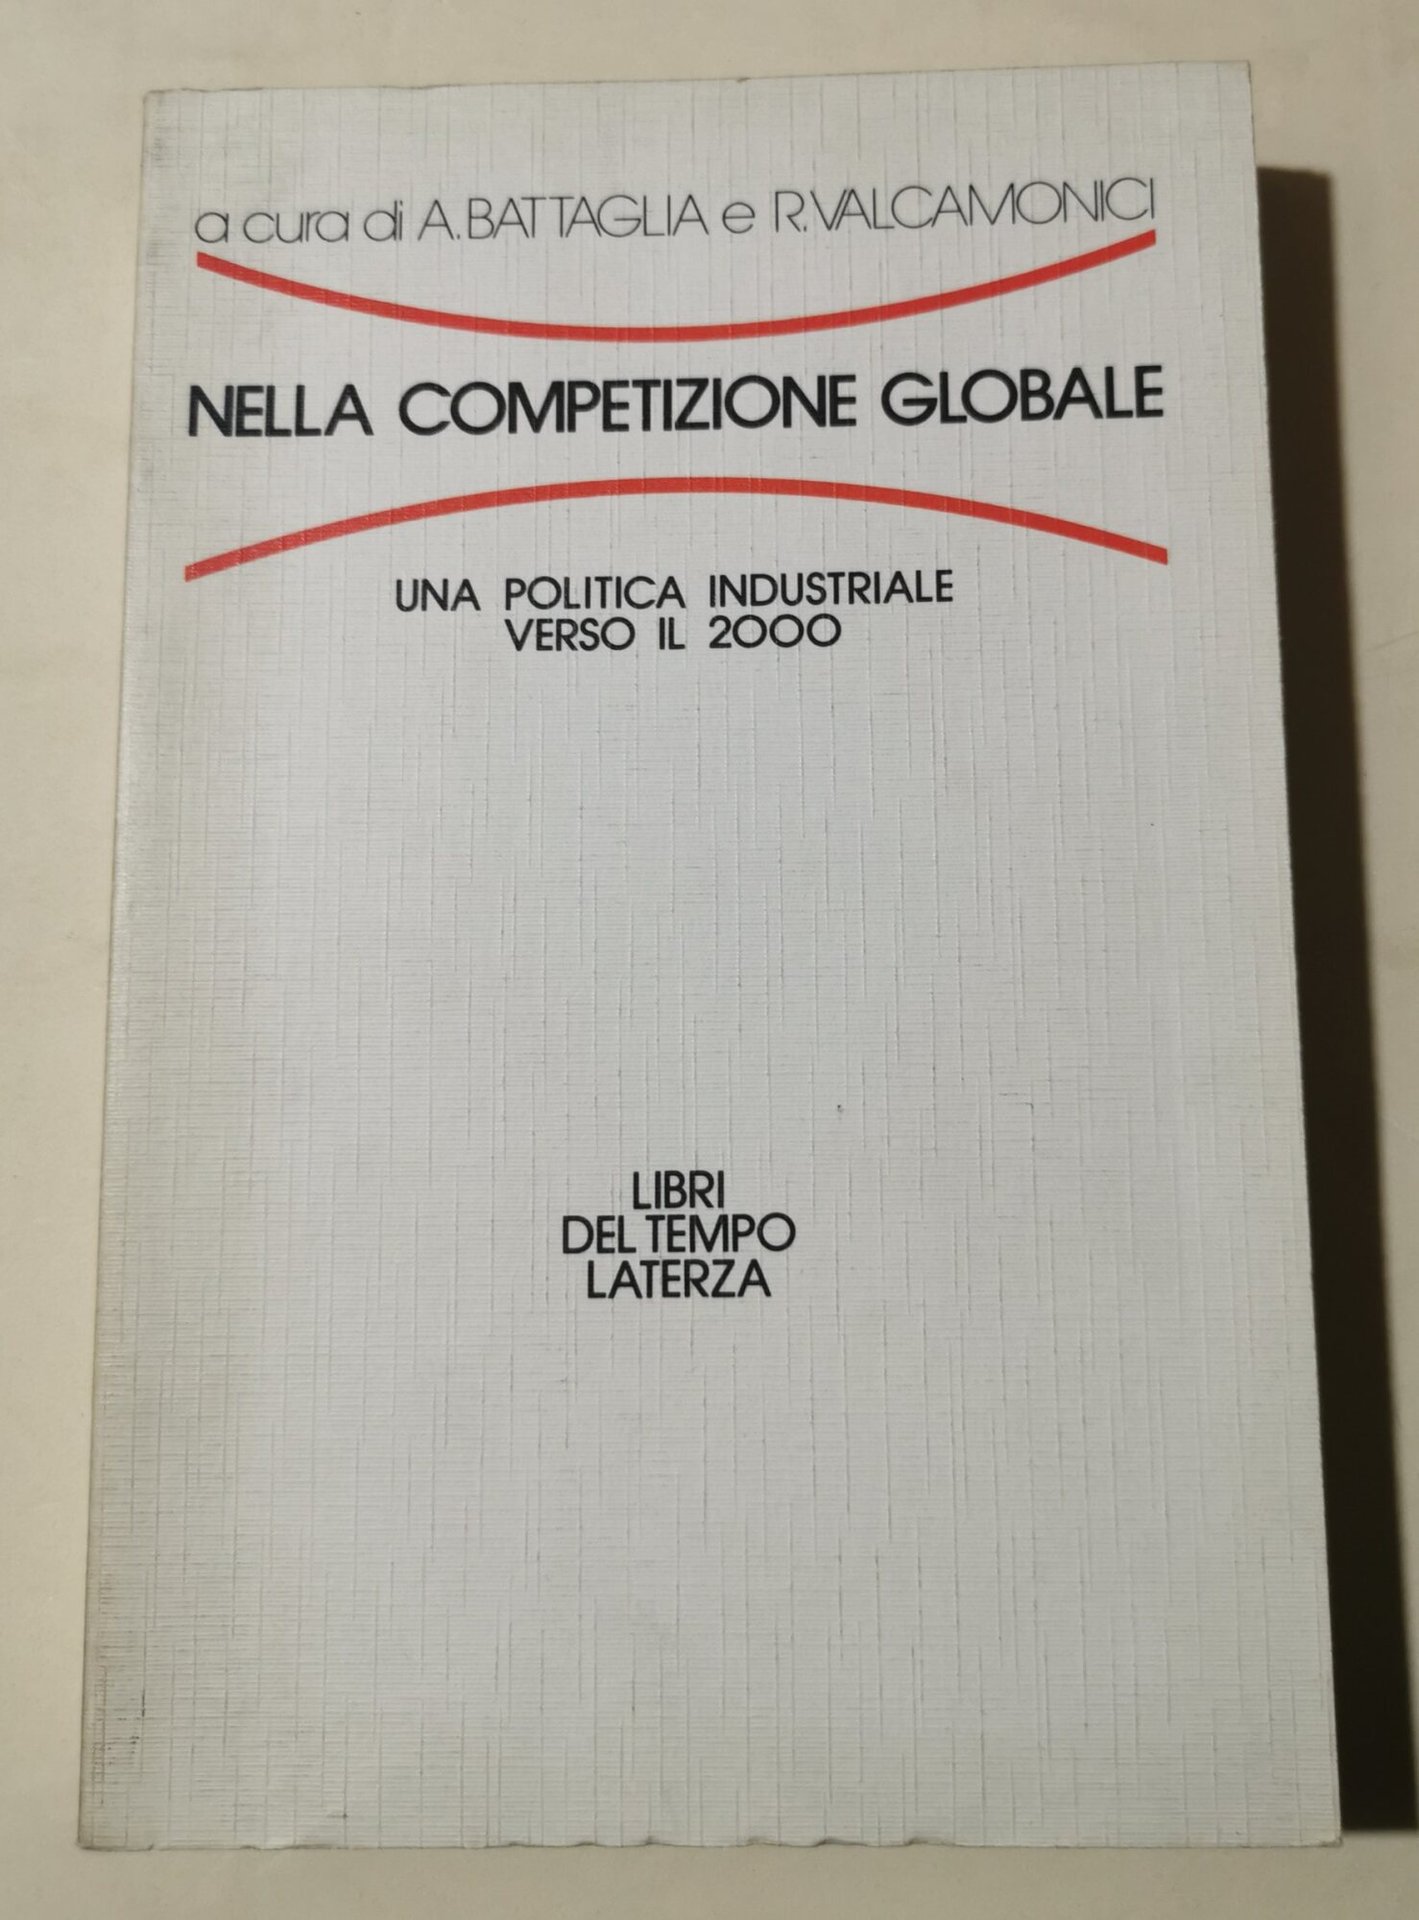 a cura di A.BATTAGLIA e R.VALCAMONICI
NELLA COMPETIZIONE GLOBALE
UNA POLITICA INDUSTRIALE
VERSO IL 2000
LIBRI
DEL TEMPO
LATERZA